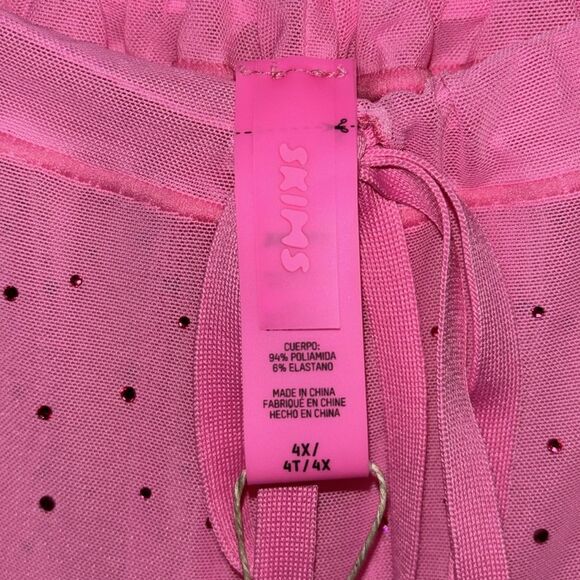 SKIMS
CUERPO:
94% POLIAMIDA
6% ELASTANO
MADE IN CHINA
FABRIQUÉ EN CHINE
HECHO EN CHINA
4X/
4T/4X